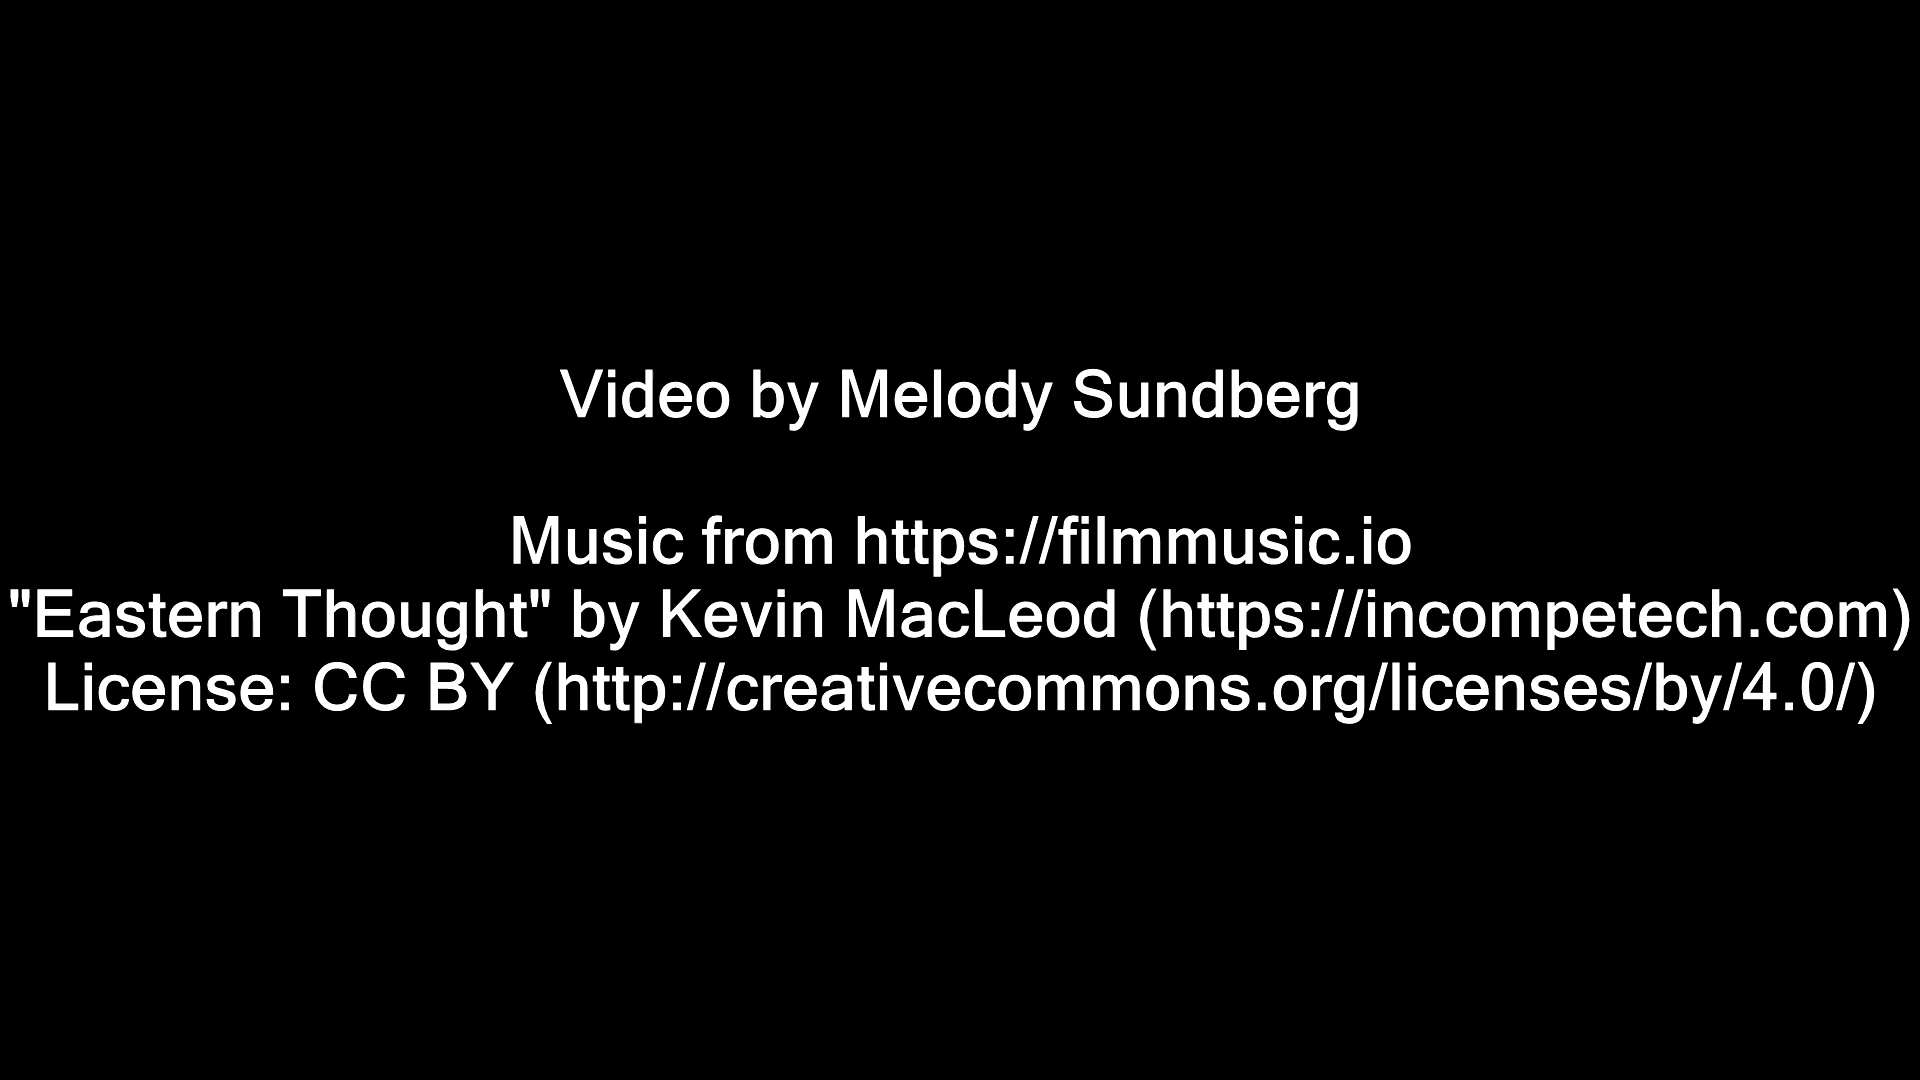 Video by Melody Sundberg
Music from https://filmmusic.io
"Eastern Thought" by Kevin MacLeod (https://incompetech.com)
License: CC BY (http://creativecommons.org/licenses/by/4.0/)